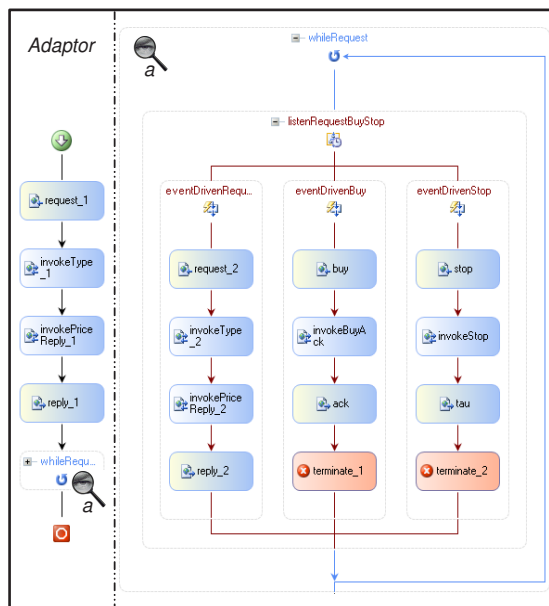 Adaptor
request_1
invokeType
_1
invokePrice
Reply_1
reply_1
whileRequ...
a
a
whileRequest
listenRequestBuyStop
eventDrivenRequ...
eventDrivenBuy
eventDrivenStop
request_2
buy
stop
invokeType
_2
invokeBuyA
ck
invokeStop
invokePrice
Reply_2
ack
tau
reply_2
terminate_1
terminate_2